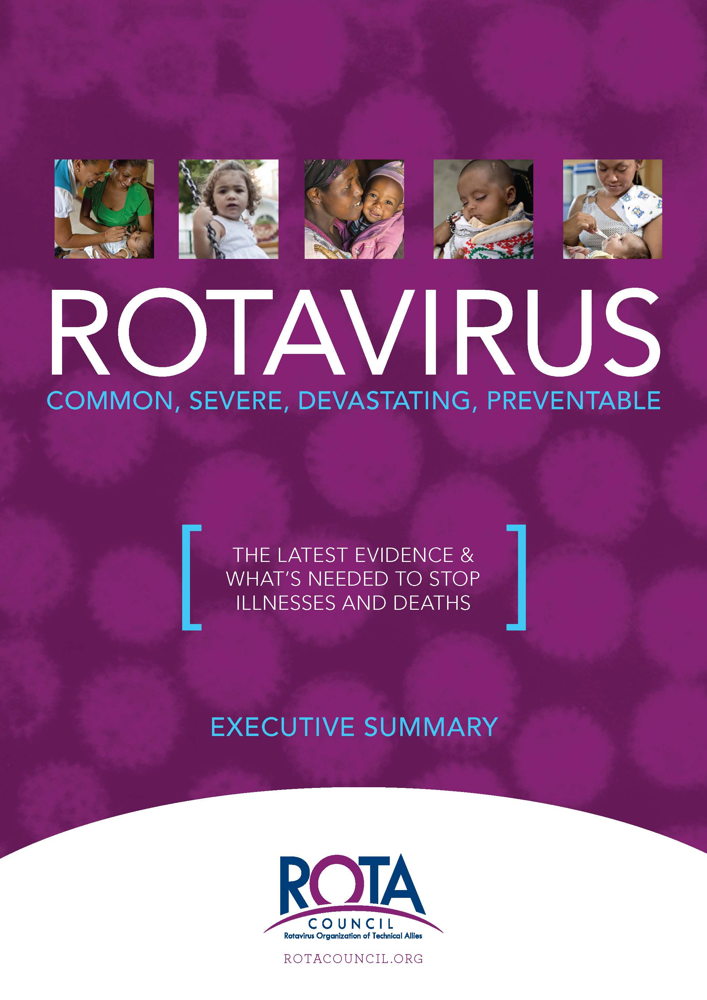 ROTAVIRUS
COMMON, SEVERE, DEVASTATING, PREVENTABLE
THE LATEST EVIDENCE &
WHAT'S NEEDED TO STOP
ILLNESSES AND DEATHS
EXECUTIVE SUMMARY
ROTA
COUNCIL
Rotavirus Organization of Technical Allies
ROTACOUNCIL.ORG